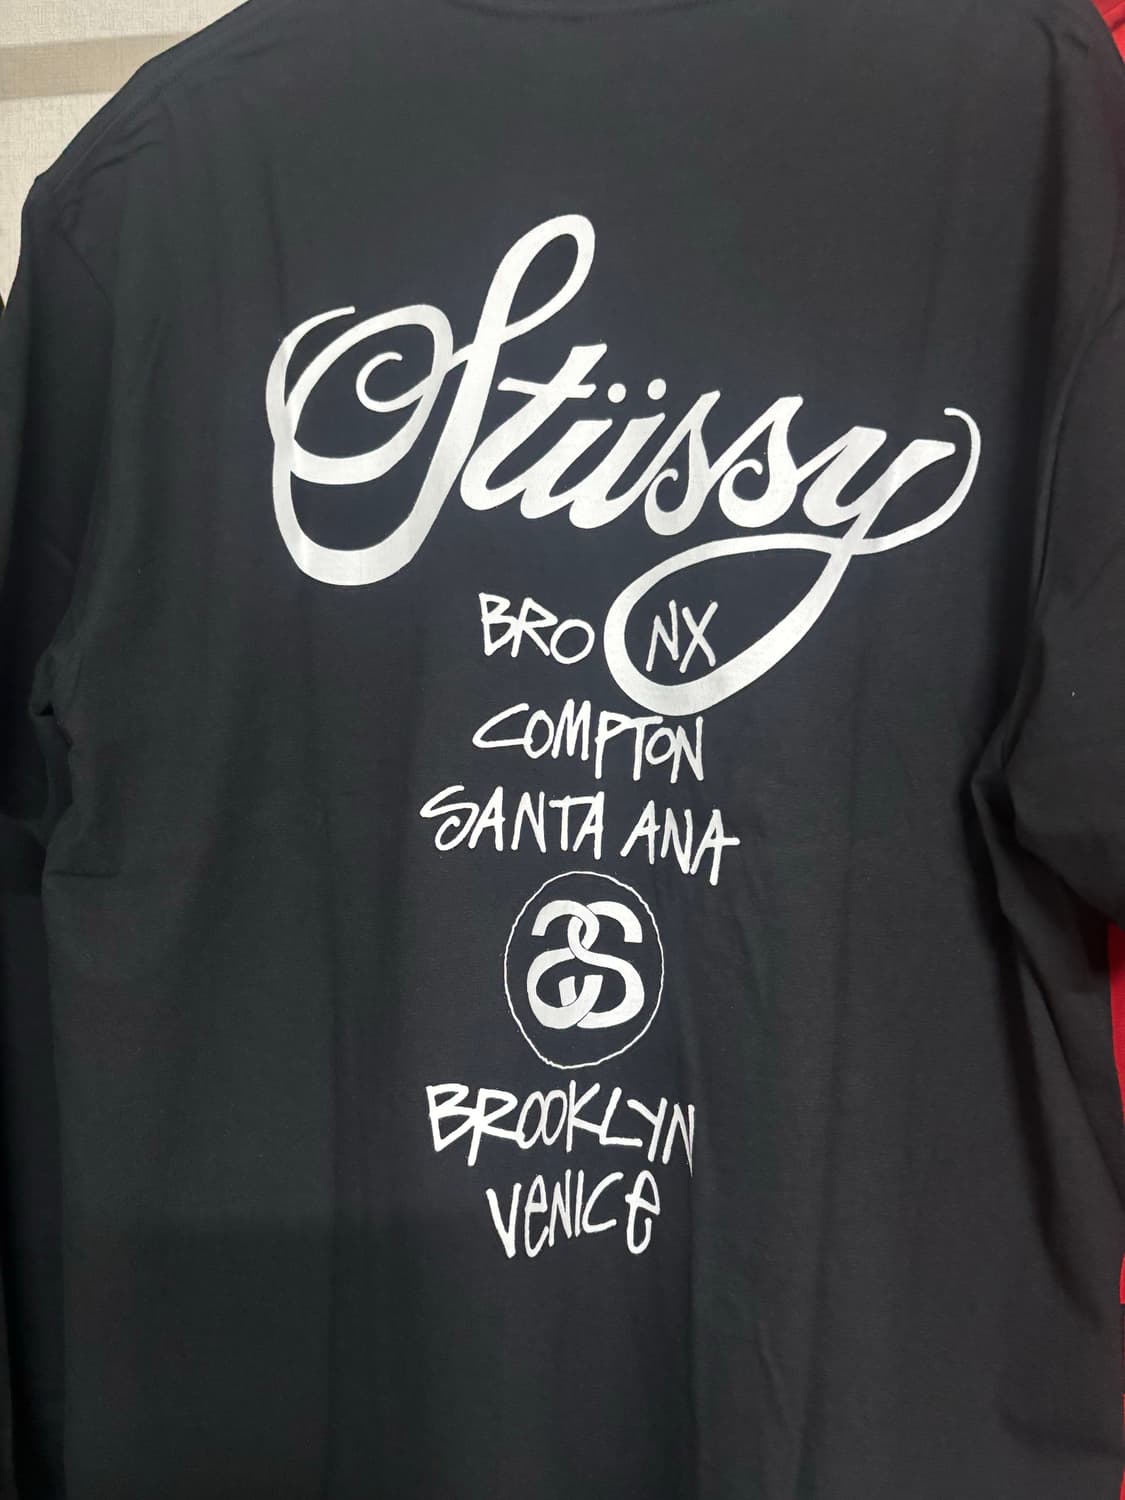 Stüssy
BRONX
COMPTON
SANTA ANA
SS
BROOKLYN
VENICE